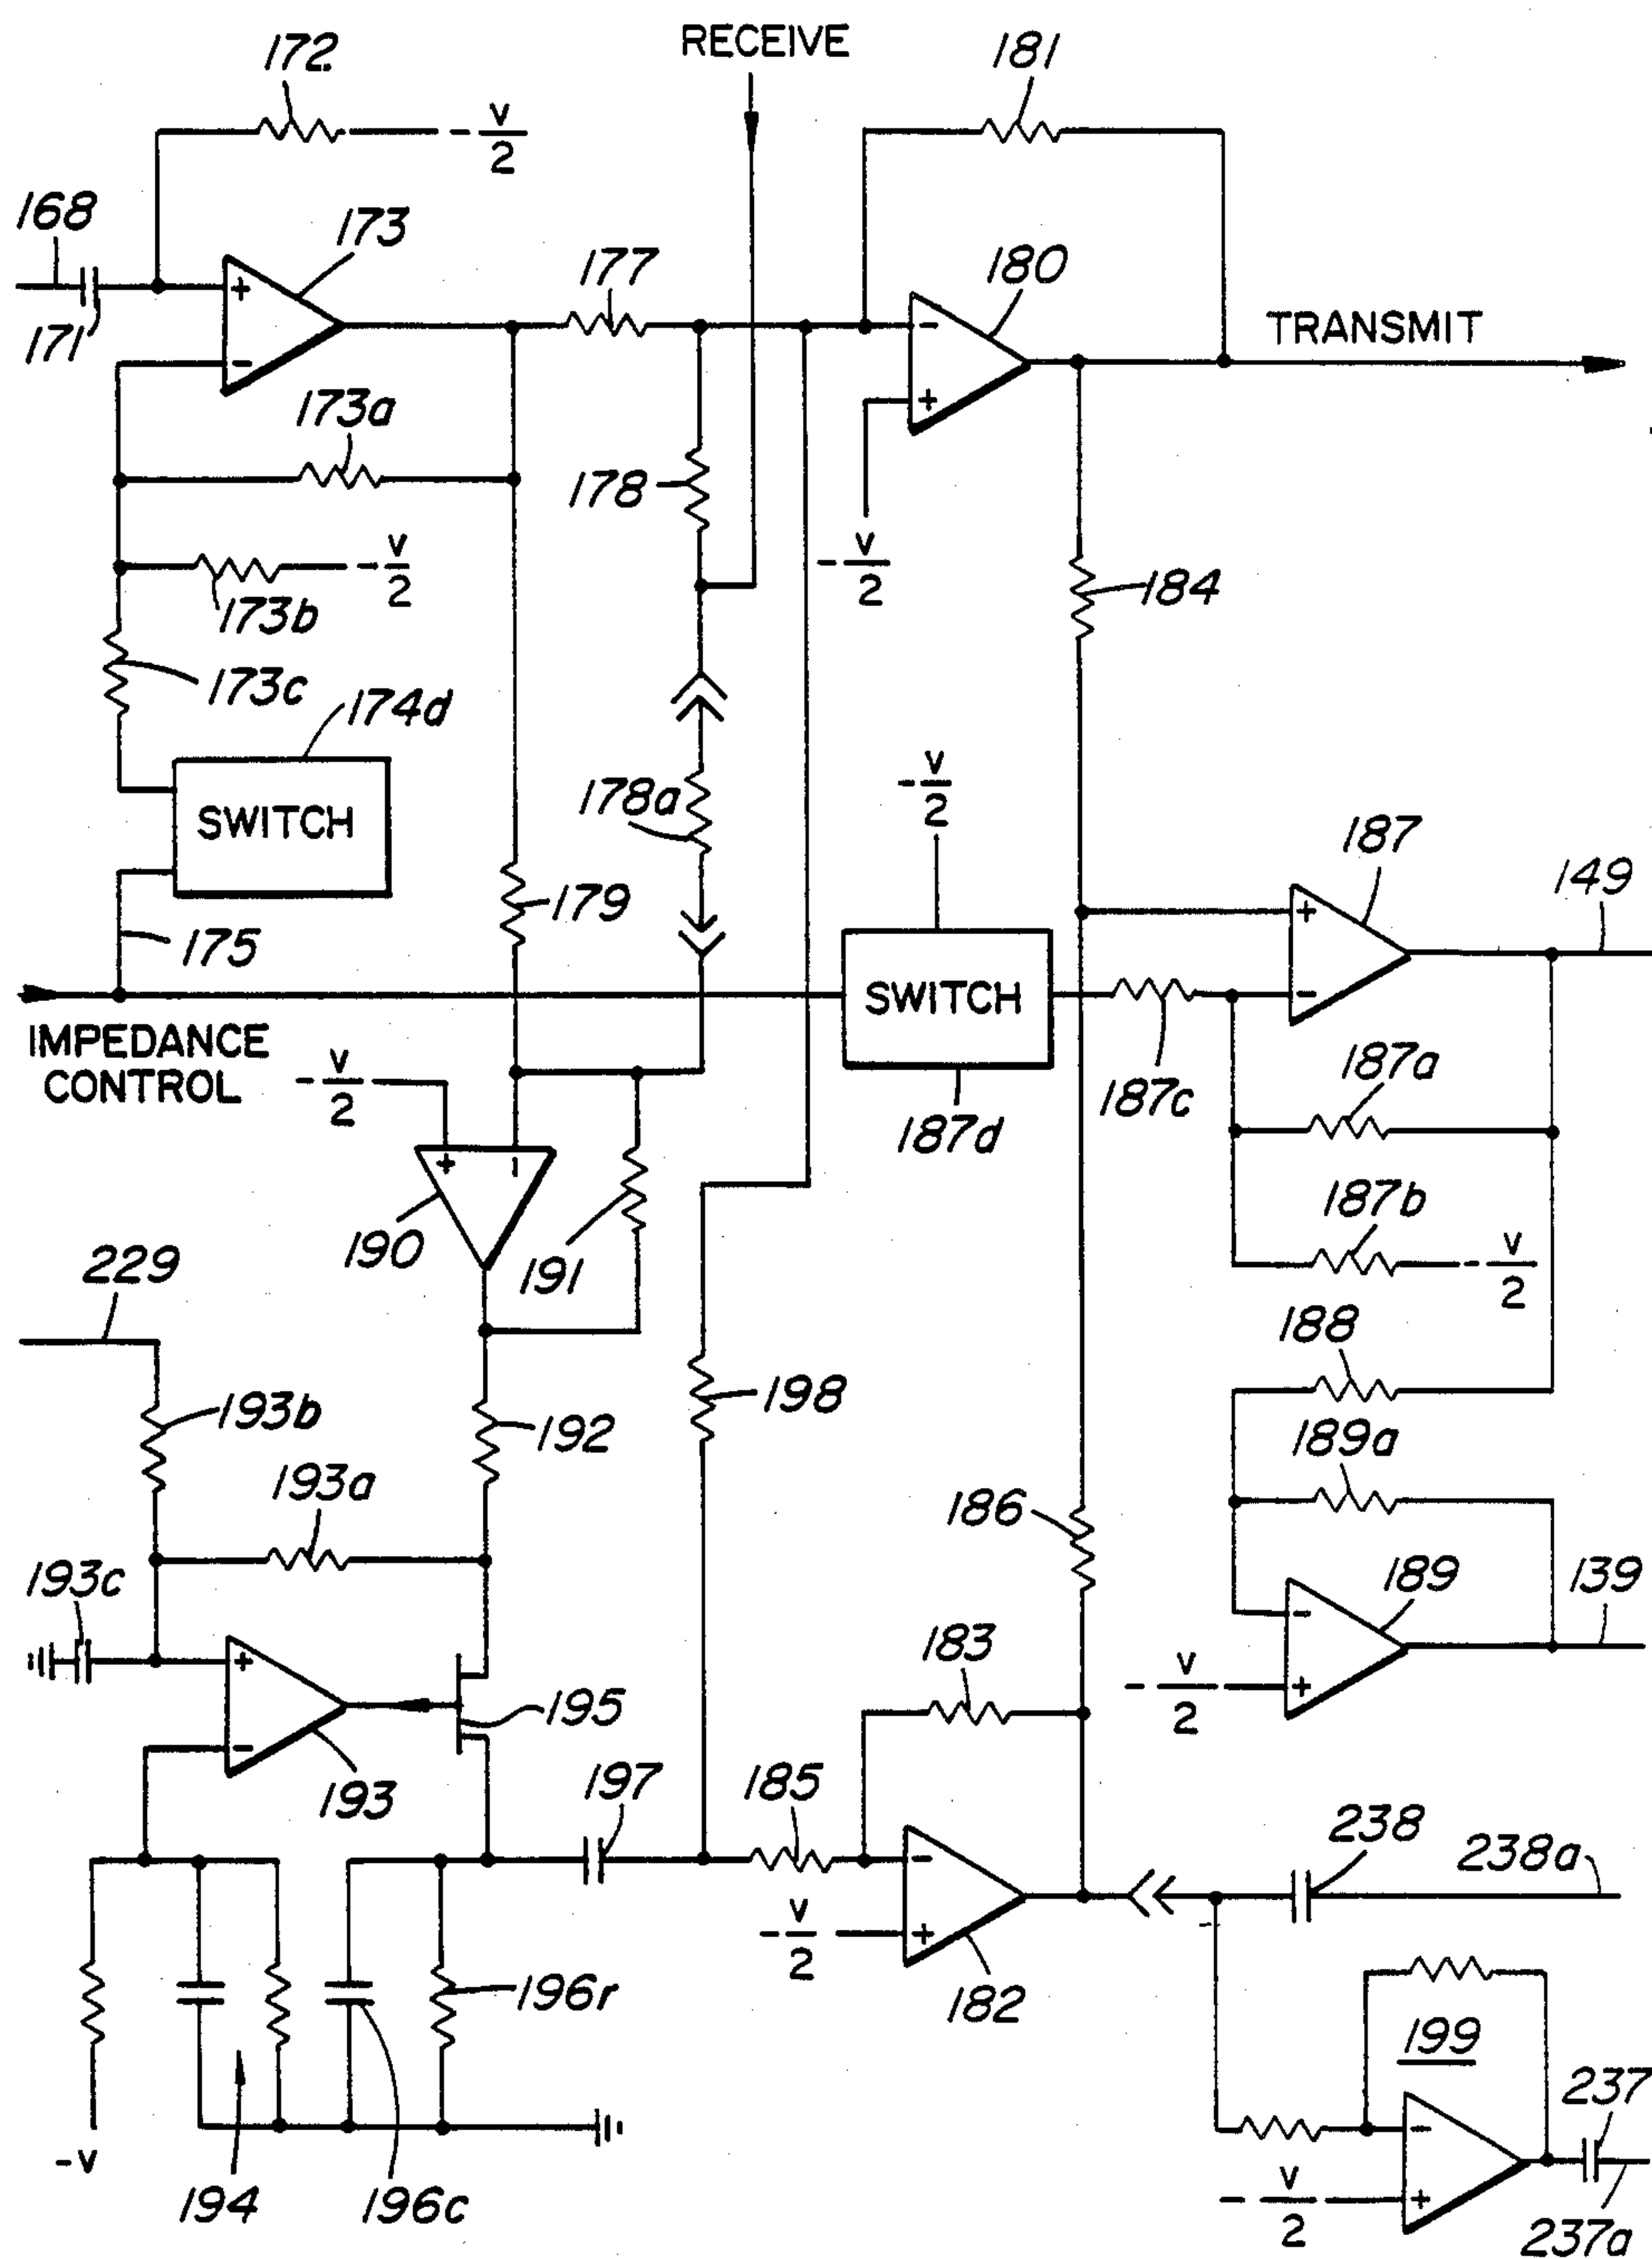 172
RECEIVE
181
- V/2
168
173
177
180
171
TRANSMIT
+
-
-
+
173a
178
- V/2
- V/2
173b
184
173c
174d
178a
- V/2
SWITCH
187
149
179
175
+
-
SWITCH
IMPEDANCE
CONTROL
- V/2
187a
187c
187d
+
-
187b
190
191
- V/2
229
188
198
193b
192
189a
193a
186
193c
189
139
-
183
+
195
- V/2
+
-
193
197
185
238
238a
-
- V/2
+
196r
182
199
237
-V
194
196c
-
- V/2
+
237a